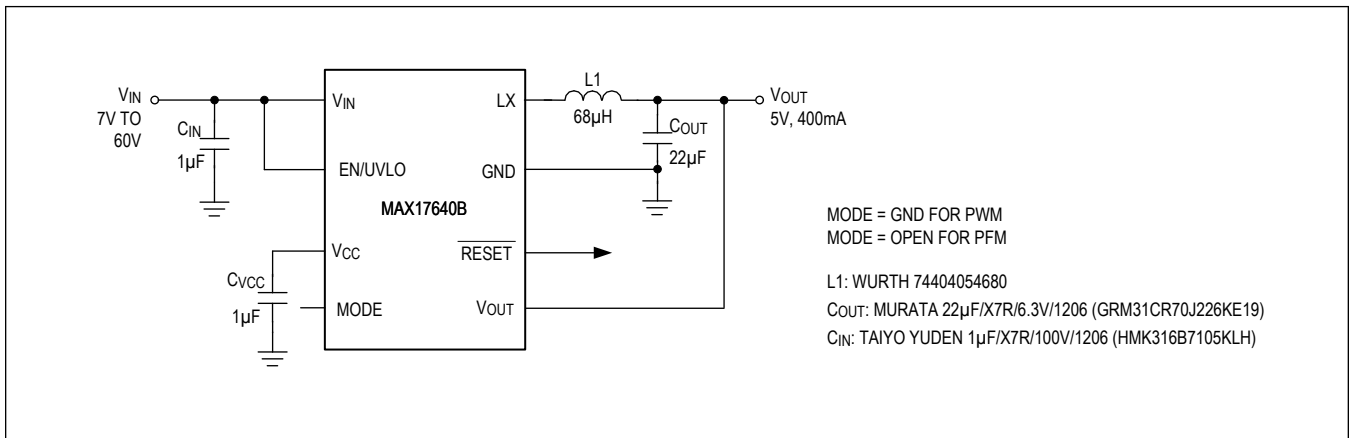 VIN
7V TO
60V
CIN
1µF
VIN
EN/UVLO
VCC
CVCC
1µF
MODE
MAX17640B
LX
GND
RESET
VOUT
L1
68µH
COUT
22µF
VOUT
5V, 400mA
MODE = GND FOR PWM
MODE = OPEN FOR PFM
L1: WURTH 74404054680
COUT: MURATA 22µF/X7R/6.3V/1206 (GRM31CR70J226KE19)
CIN: TAIYO YUDEN 1µF/X7R/100V/1206 (HMK316B7105KLH)